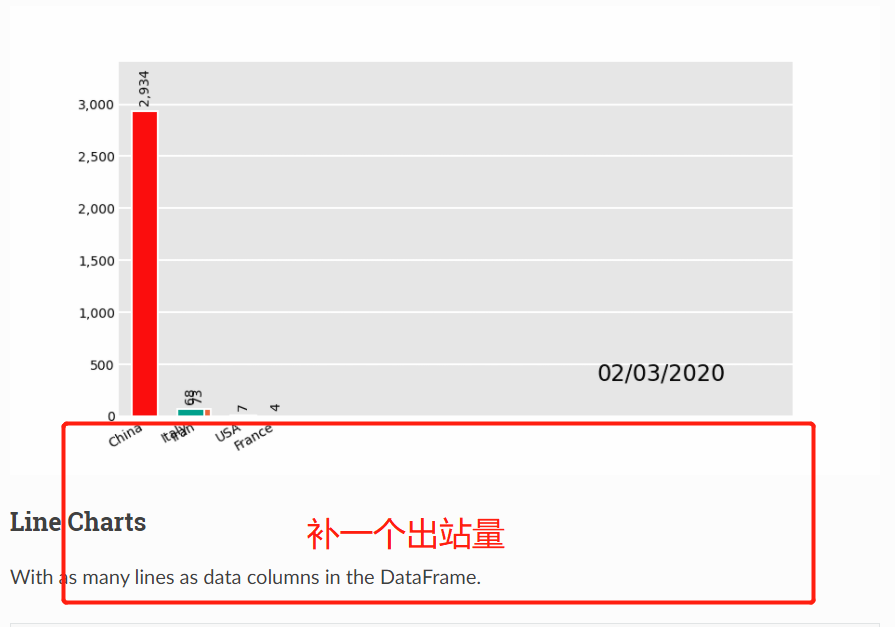 2,934
3,000
2,500
2,000
1,500
1,000
500
02/03/2020
68
73
7
4
0
China
Italy
Iran
USA
France
Line Charts
补一个出站量
With as many lines as data columns in the DataFrame.